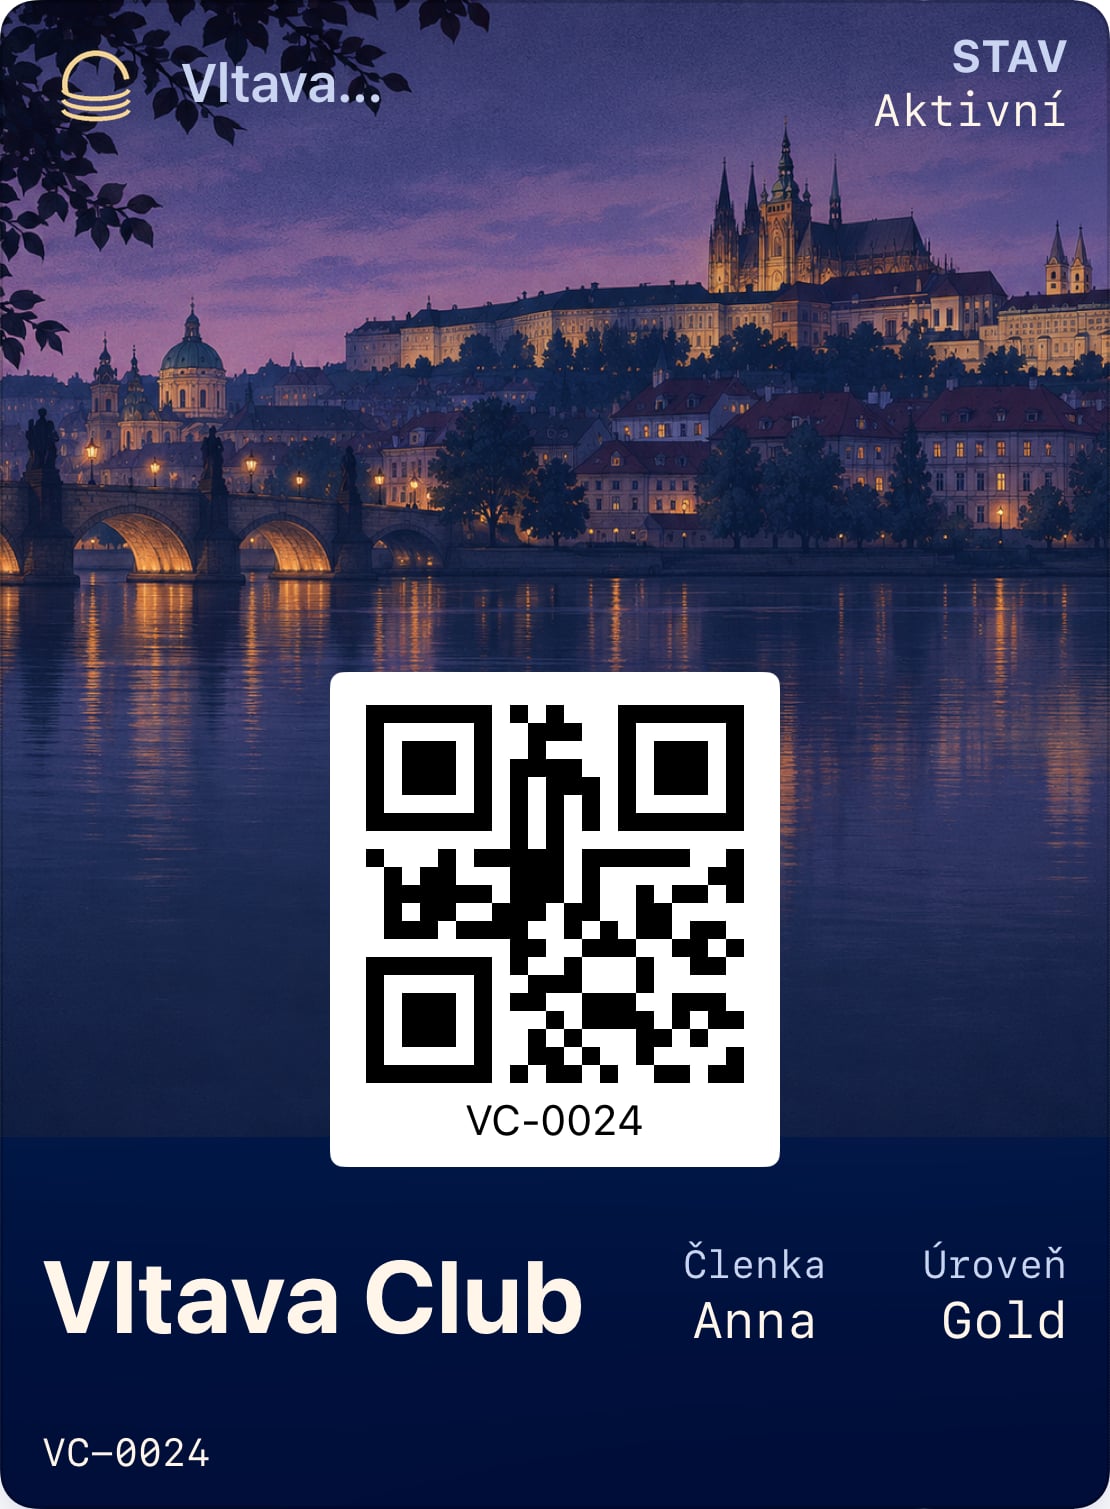 Vltava...
STAV
Aktivní
VC-0024
Vltava Club
Členka
Anna
Úroveň
Gold
VC–0024